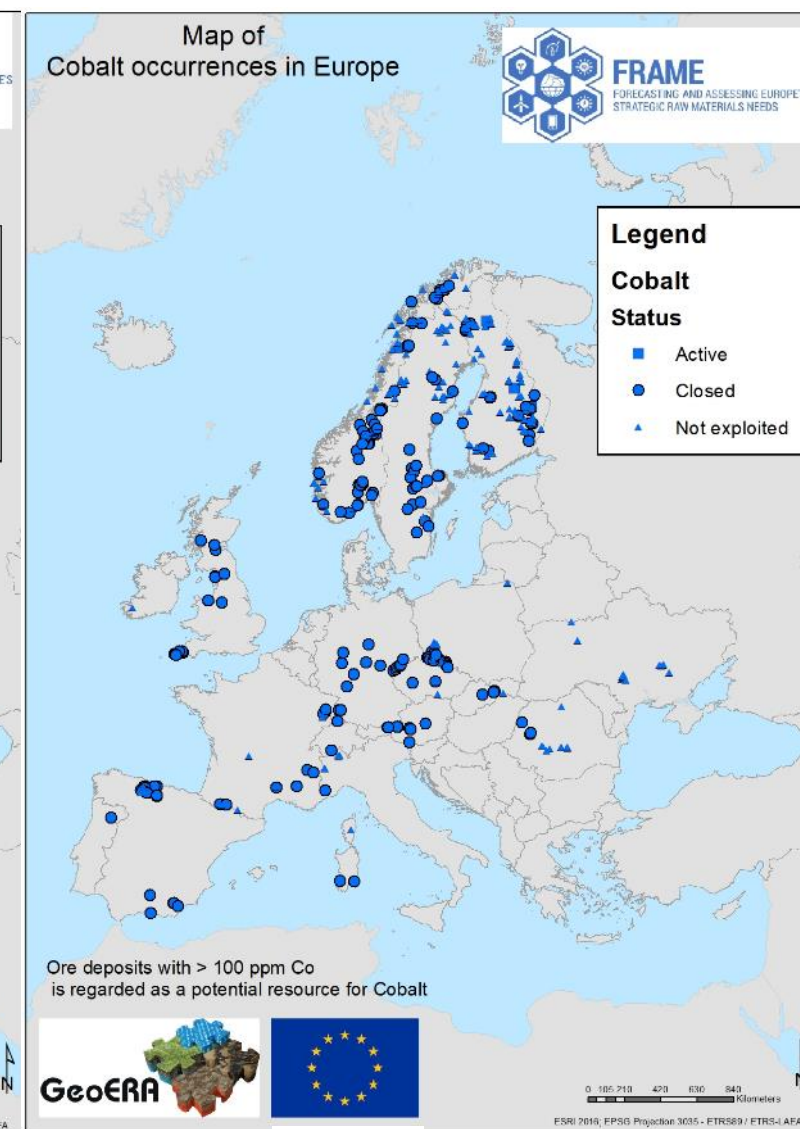 Map of
Cobalt occurrences in Europe
FRAME
FORECASTING AND ASSESSING EUROPE'
STRATEGIC RAW MATERIALS NEEDS
ES
Legend
Cobalt
Status
Active
Closed
Not exploited
Ore deposits with > 100 ppm Co
is regarded as a potential resource for Cobalt
GeoERA
N
N
0 105 210 420 630 840
Kilometers
EA
ESRI 2016; EPSG Projection 3035 - ETRS89 / ETRS-LAEA